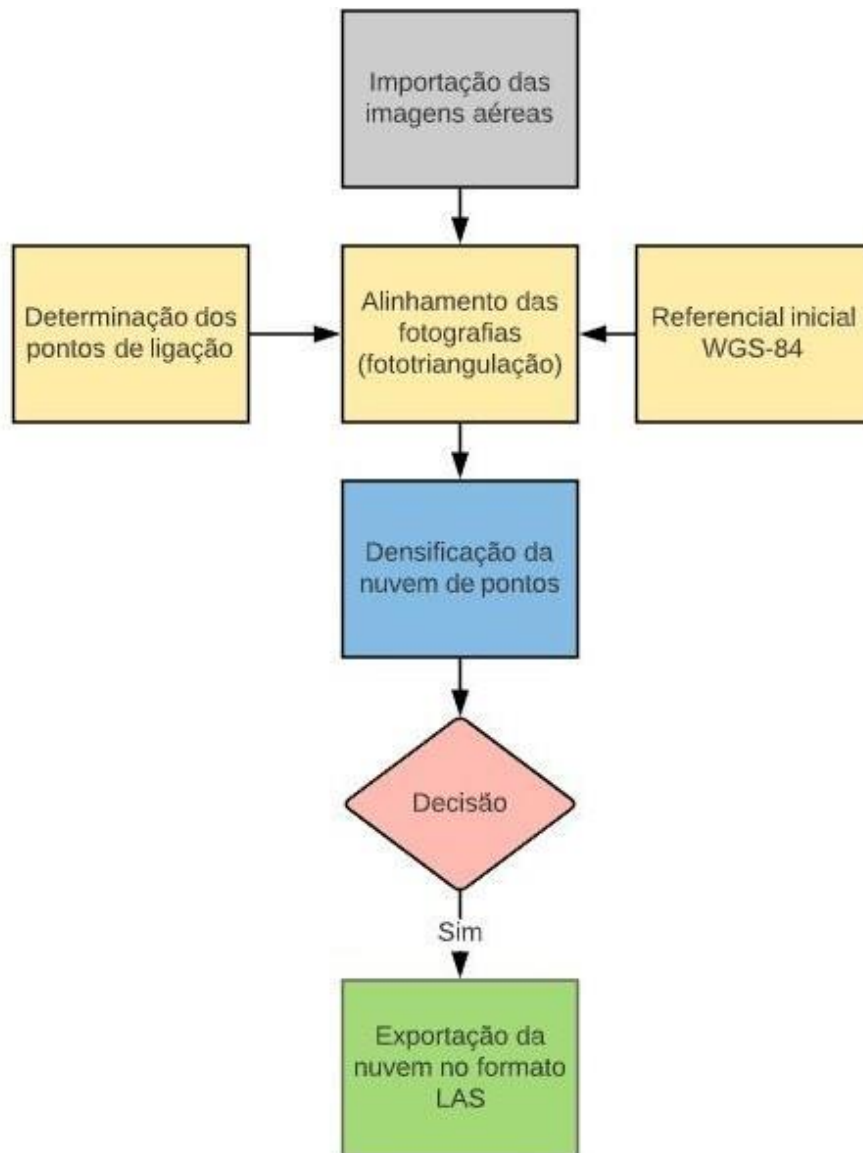 Importação das
imagens aéreas
Determinação dos
pontos de ligação
Alinhamento das
fotografias
(fototriangulação)
Referencial inicial
WGS-84
Densificação da
nuvem de pontos
Decisão
Sim
Exportação da
nuvem no formato
LAS